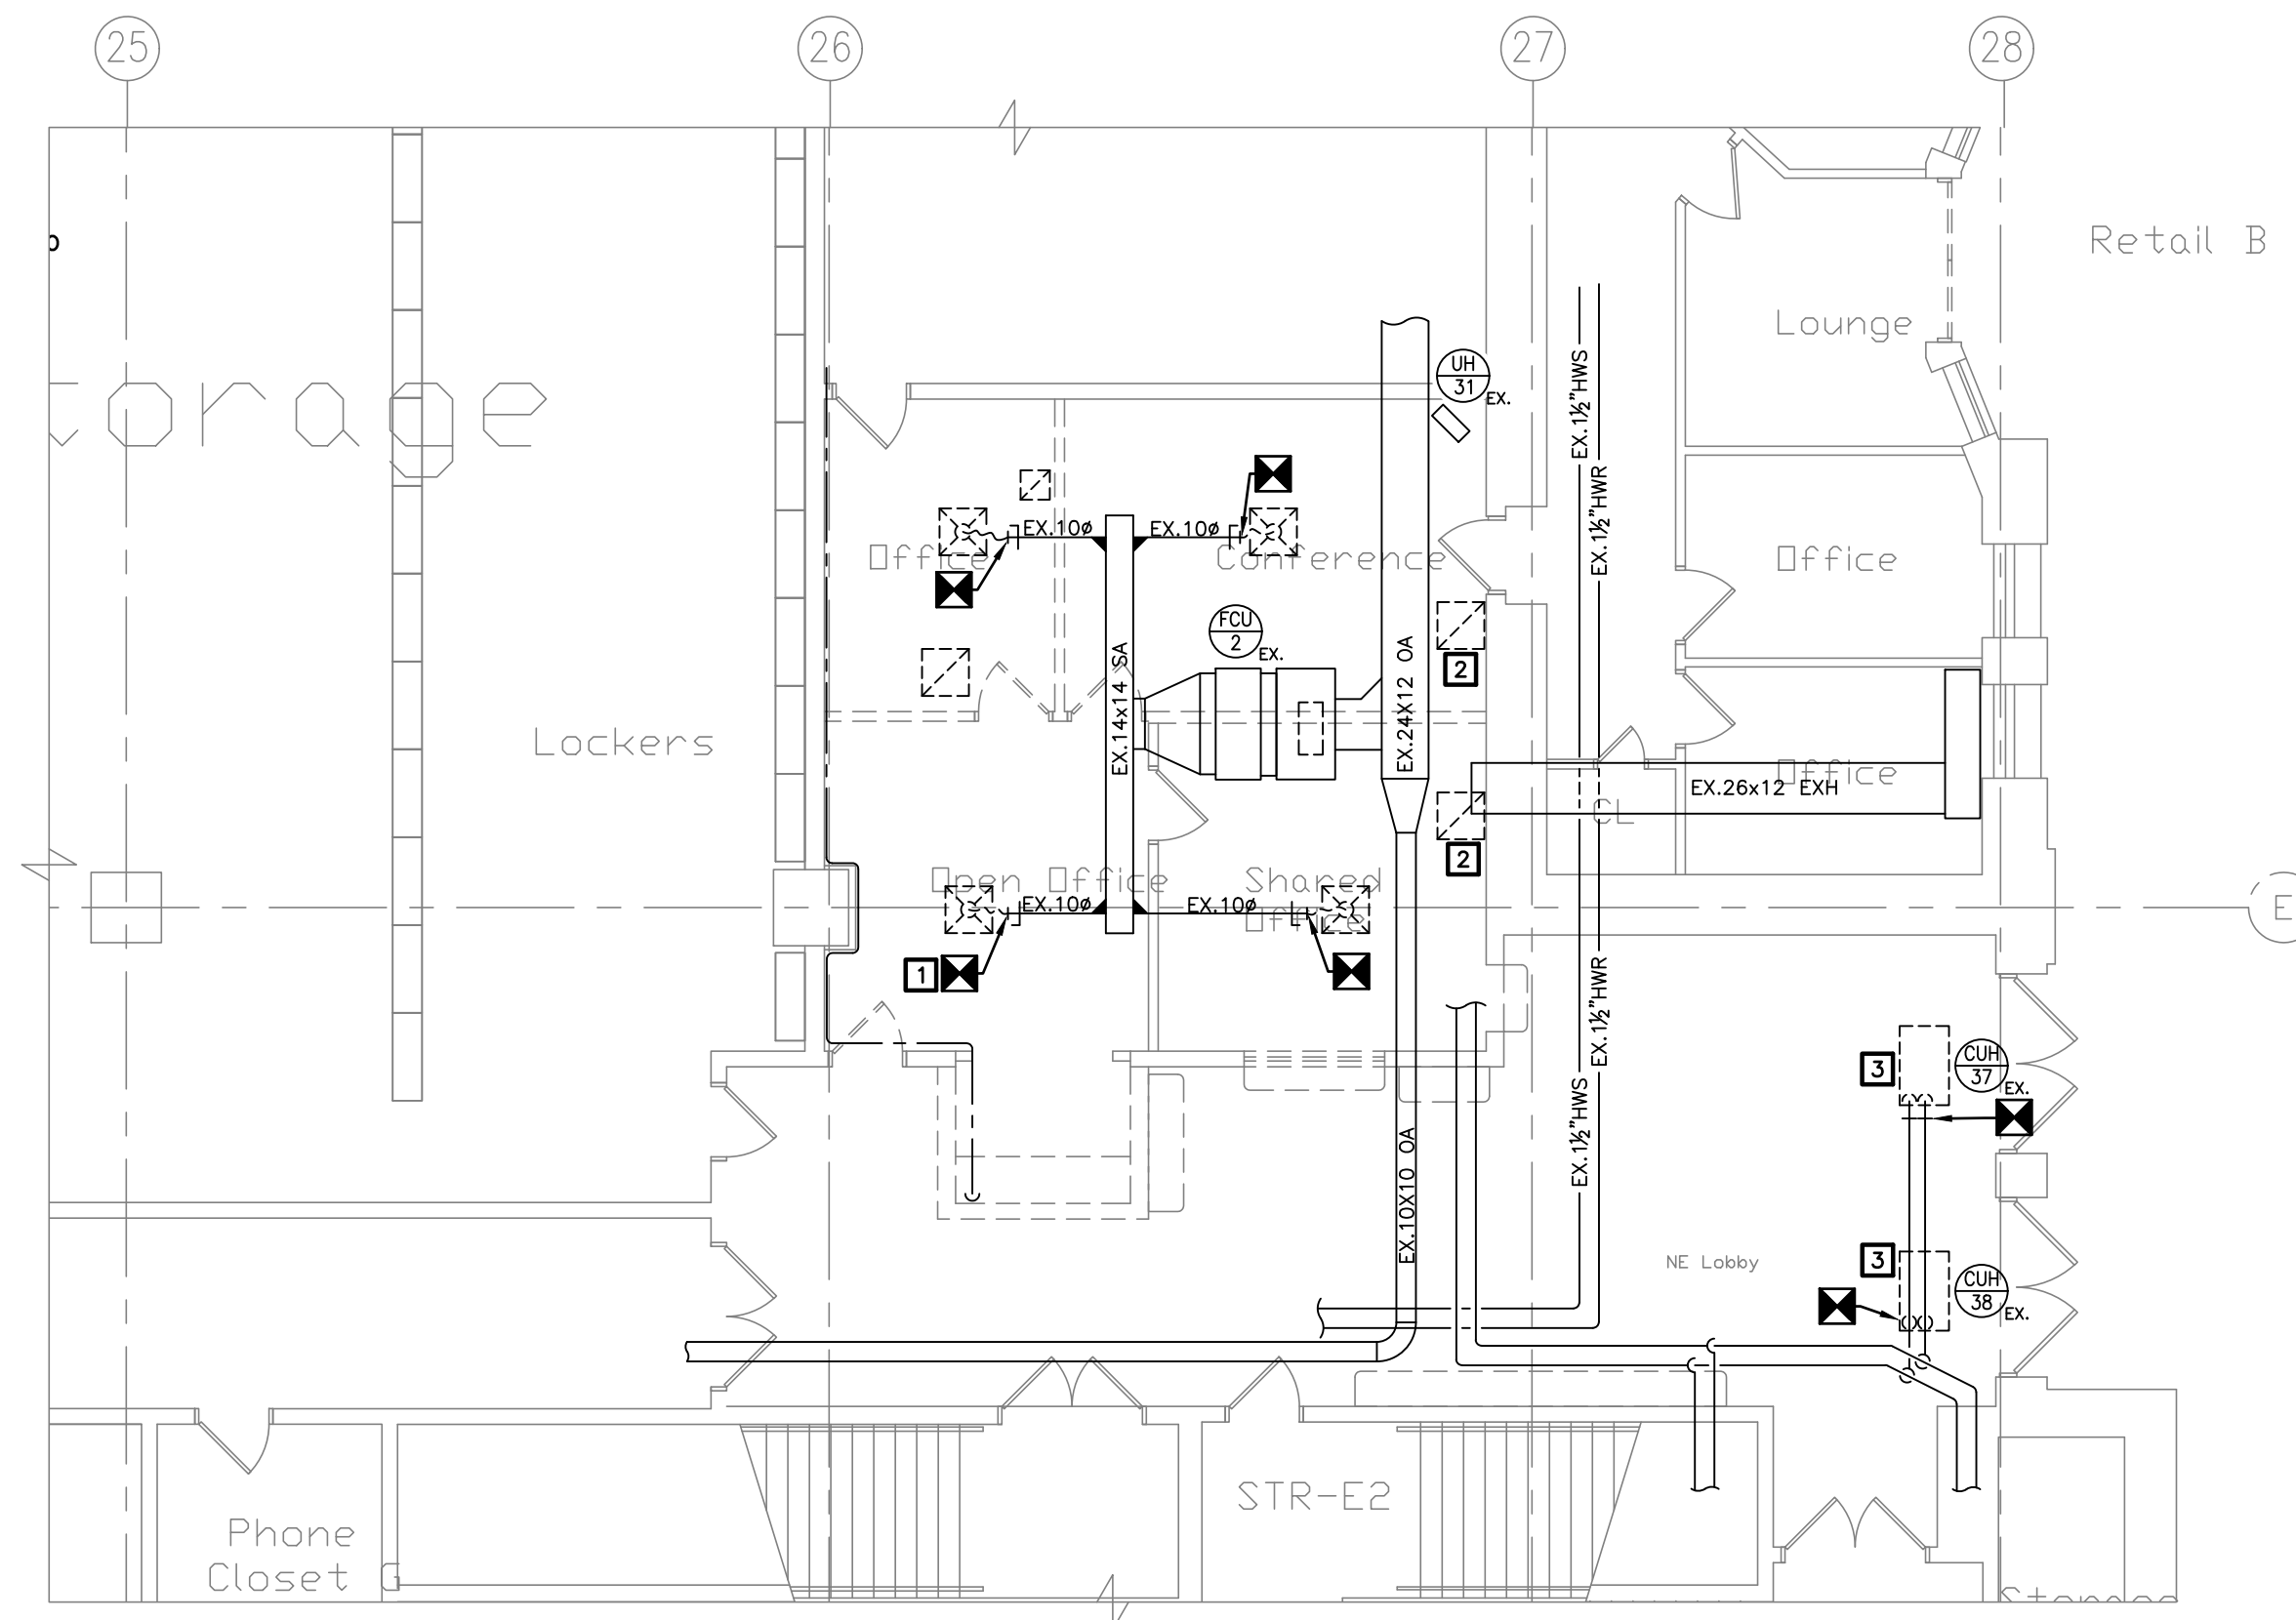 25
26
27
28
Retail B
Lounge
torage
UH
31
EX.
EX.1½"HWS
EX.1½"HWR
EX.10ø
EX.10ø
Office
Conference
Office
FCU
2
EX.
EX.14x14 SA
EX.24X12 OA
2
Lockers
Office
EX.26x12 EXH
CL
2
Open Office
Shared
Office
EX.10ø
EX.10ø
E
1
EX.1½"HWR
EX.1½"HWS
3
CUH
37
EX.
EX.10X10 OA
NE Lobby
3
CUH
38
EX.
STR-E2
Phone
Closet G
Storage